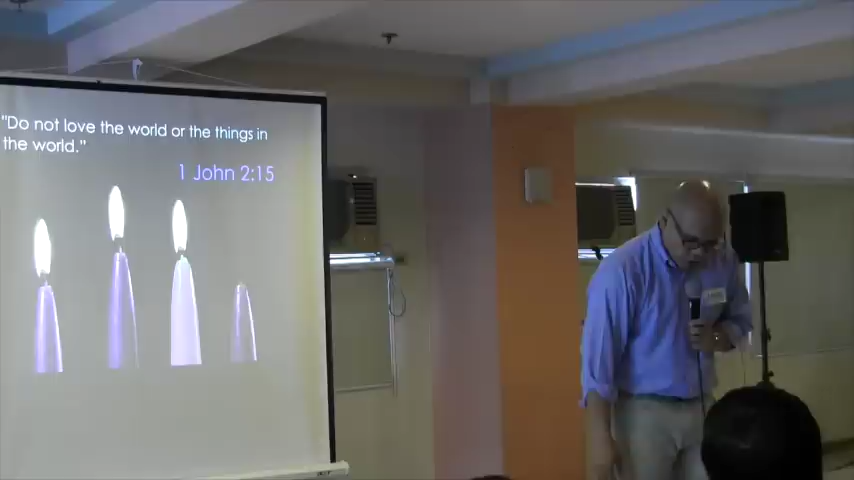 "Do not love the world or the things in
the world."
1 John 2:15